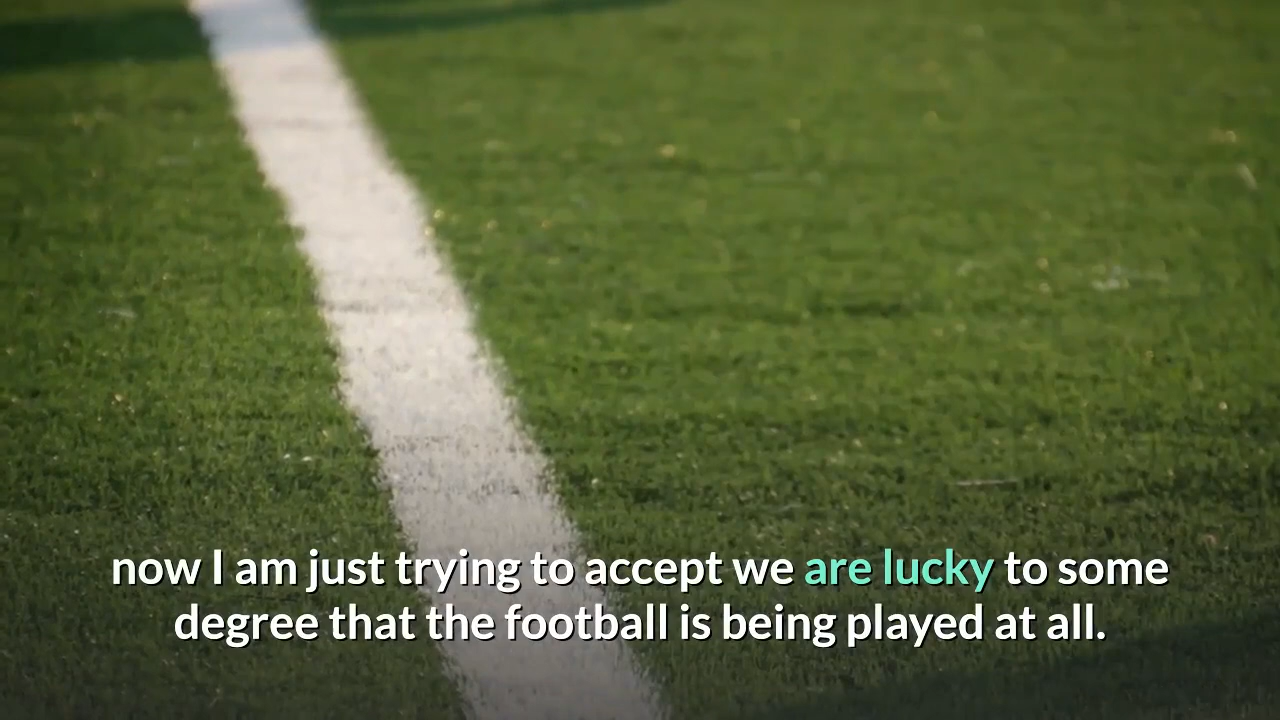 now I am just trying to accept we are lucky to some
degree that the football is being played at all.